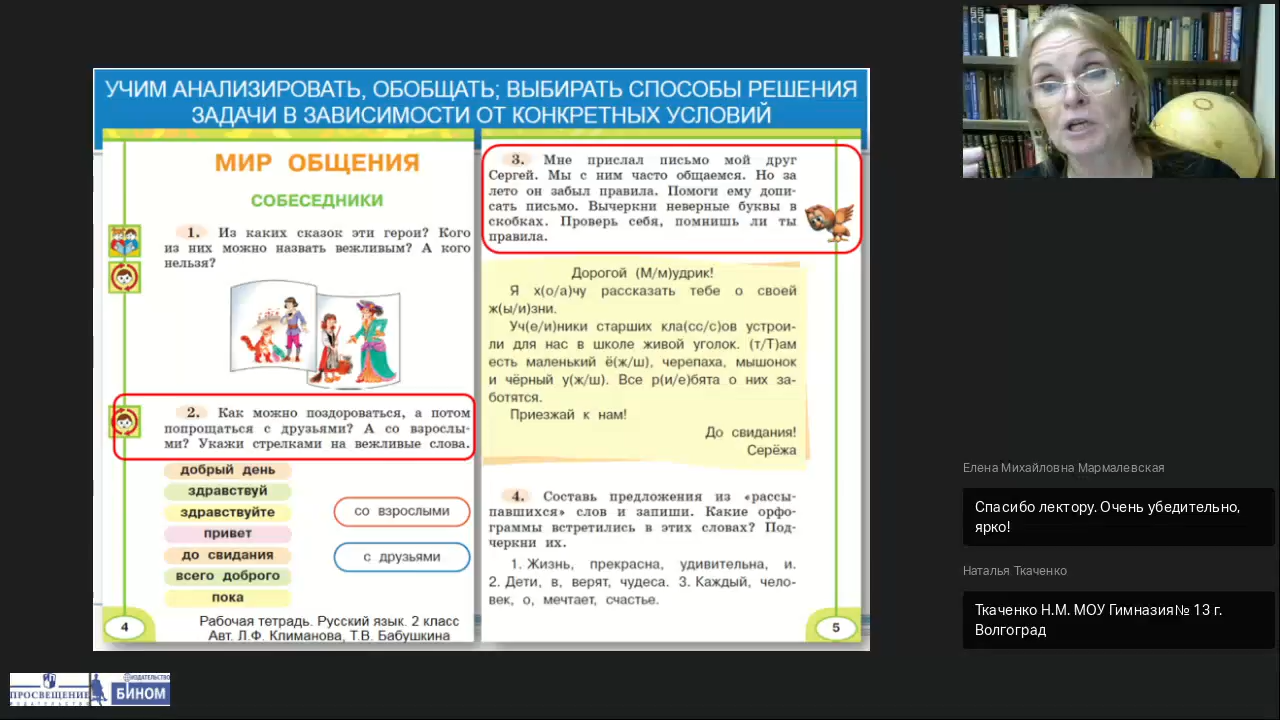 УЧИМ АНАЛИЗИРОВАТЬ, ОБОБЩАТЬ; ВЫБИРАТЬ СПОСОБЫ РЕШЕНИЯ
ЗАДАЧИ В ЗАВИСИМОСТИ ОТ КОНКРЕТНЫХ УСЛОВИЙ
МИР ОБЩЕНИЯ
СОБЕСЕДНИКИ
1. Из каких сказок эти герои? Кого
из них можно назвать вежливым? А кого
нельзя?
2. Как можно поздороваться, а потом
попрощаться с друзьями? А со взрослы-
ми? Укажи стрелками на вежливые слова.
добрый день
здравствуй
здравствуйте
привет
до свидания
всего доброго
пока
со взрослыми
с друзьями
Рабочая тетрадь. Русский язык. 2 класс
Авт. Л.Ф. Климанова, Т.В. Бабушкина
4
3. Мне прислал письмо мой друг
Сергей. Мы с ним часто общаемся. Но за
лето он забыл правила. Помоги ему допи-
сать письмо. Вычеркни неверные буквы в
скобках. Проверь себя, помнишь ли ты
правила.
Дорогой (М/м)удрик!
Я х(о/а)чу рассказать тебе о своей
ж(ы/и)зни.
Уч(е/и)ники старших кла(сс/с)ов устрои-
ли для нас в школе живой уголок. (т/Т)ам
есть маленький ё(ж/ш), черепаха, мышонок
и чёрный у(ж/ш). Все р(и/е)бята о них за-
ботятся.
Приезжай к нам!
До свидания!
Серёжа
4. Составь предложения из «рассы-
павшихся» слов и запиши. Какие орфо-
граммы встретились в этих словах? Под-
черкни их.
1. Жизнь, прекрасна, удивительна, и.
2. Дети, в, верят, чудеса. 3. Каждый, чело-
век, о, мечтает, счастье.
5
Елена Михайловна Мармалевская
Спасибо лектору. Очень убедительно,
ярко!
Наталья Ткаченко
Ткаченко Н.М. МОУ Гимназия№ 13 г.
Волгоград
ПРОСВЕЩЕНИЕ
ИЗДАТЕЛЬСТВО
ИЗДАТЕЛЬСТВО
БИНОМ